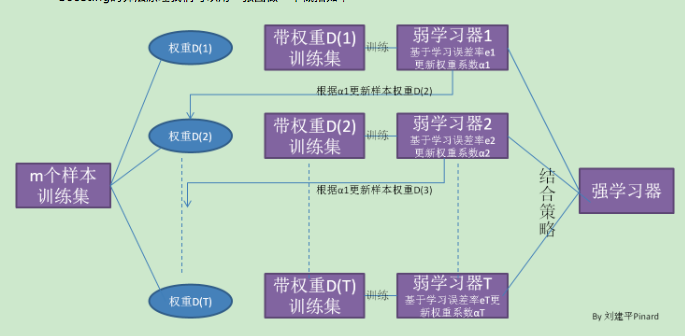 权重D(1)
带权重D(1)
训练集
训练
弱学习器1
基于学习误差率e1
更新权重系数α1
根据α1更新样本权重D(2)
权重D(2)
带权重D(2)
训练集
训练
弱学习器2
基于学习误差率e2
更新权重系数α2
m个样本
训练集
根据α1更新样本权重D(3)
结合策略
强学习器
权重D(T)
带权重D(T)
训练集
训练
弱学习器T
基于学习误差率eT更
新权重系数αT
By 刘建平Pinard